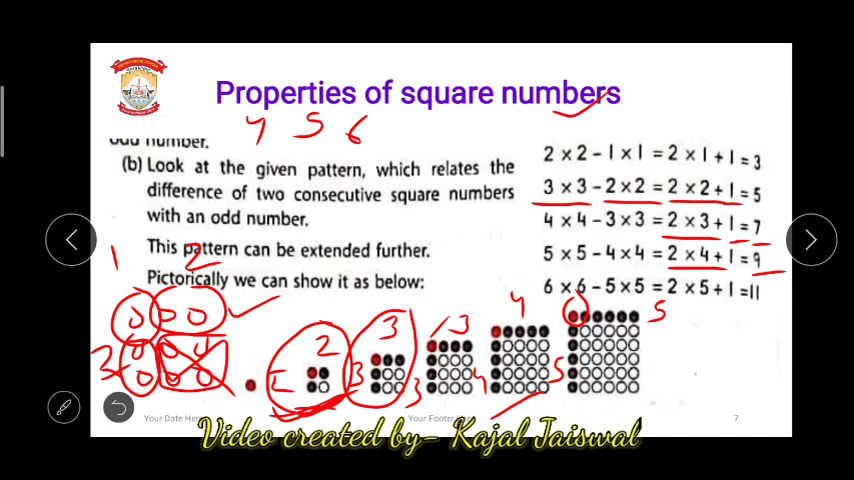 Properties of square numbers
4 5 6
odd number.
(b) Look at the given pattern, which relates the
difference of two consecutive square numbers
with an odd number.
This pattern can be extended further.
Pictorically we can show it as below:
2 × 2 – 1 × 1 = 2 × 1 + 1 = 3
3 × 3 – 2 × 2 = 2 × 2 + 1 = 5
4 × 4 – 3 × 3 = 2 × 3 + 1 = 7
5 × 5 – 4 × 4 = 2 × 4 + 1 = 9
6 × 6 – 5 × 5 = 2 × 5 + 1 = 11
1 2
2 3 3 4 5
3 3 4 5
Your Date Here
Your Footer Here
7
Video created by- Kajal Jaiswal